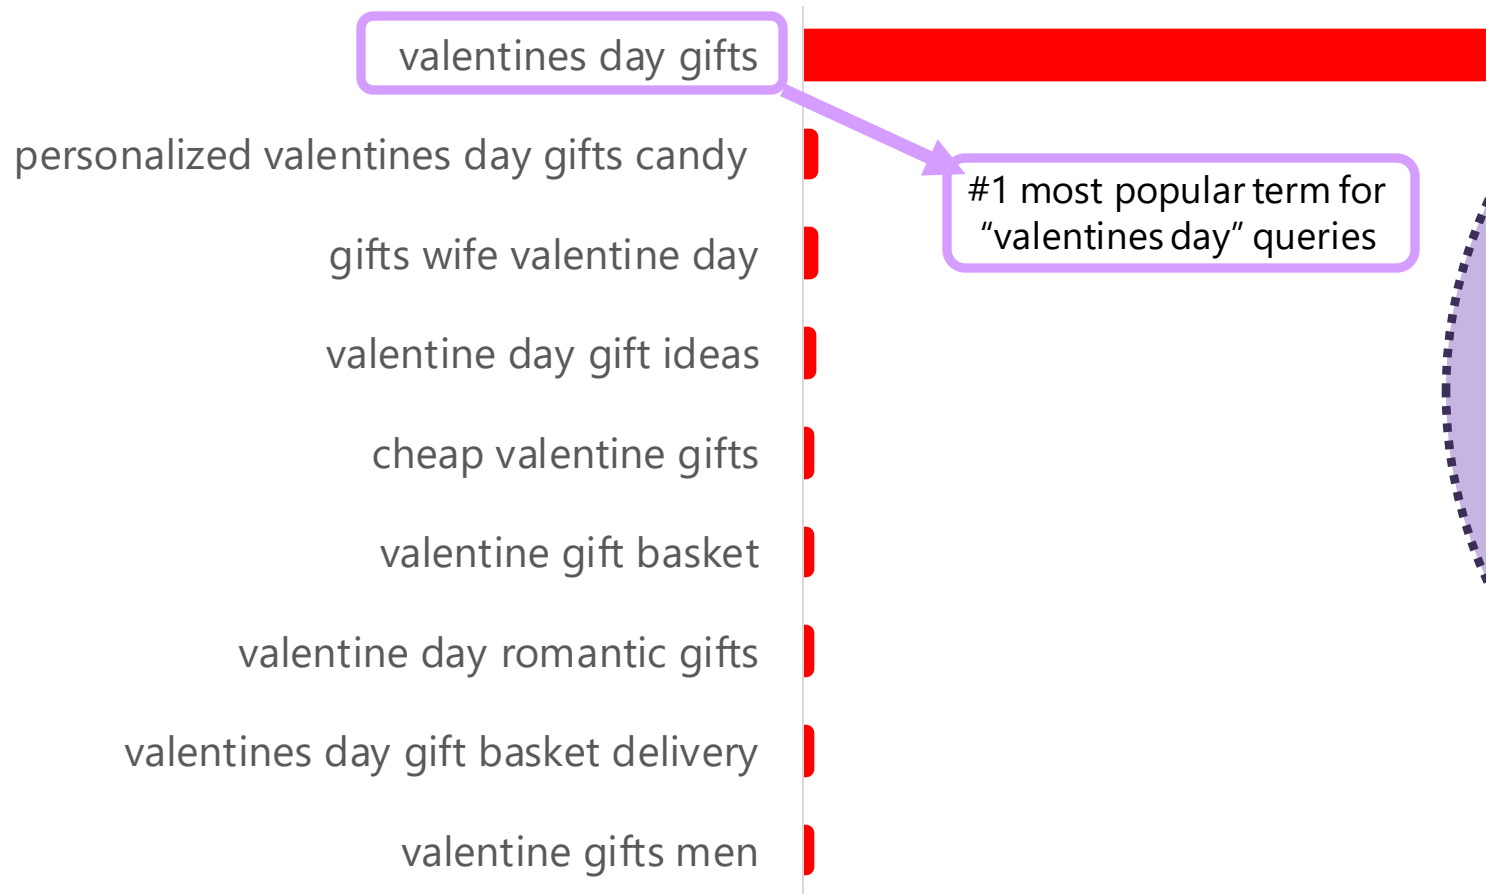 valentines day gifts
personalized valentines day gifts candy
#1 most popular term for
“valentines day” queries
gifts wife valentine day
valentine day gift ideas
cheap valentine gifts
valentine gift basket
valentine day romantic gifts
valentines day gift basket delivery
valentine gifts men